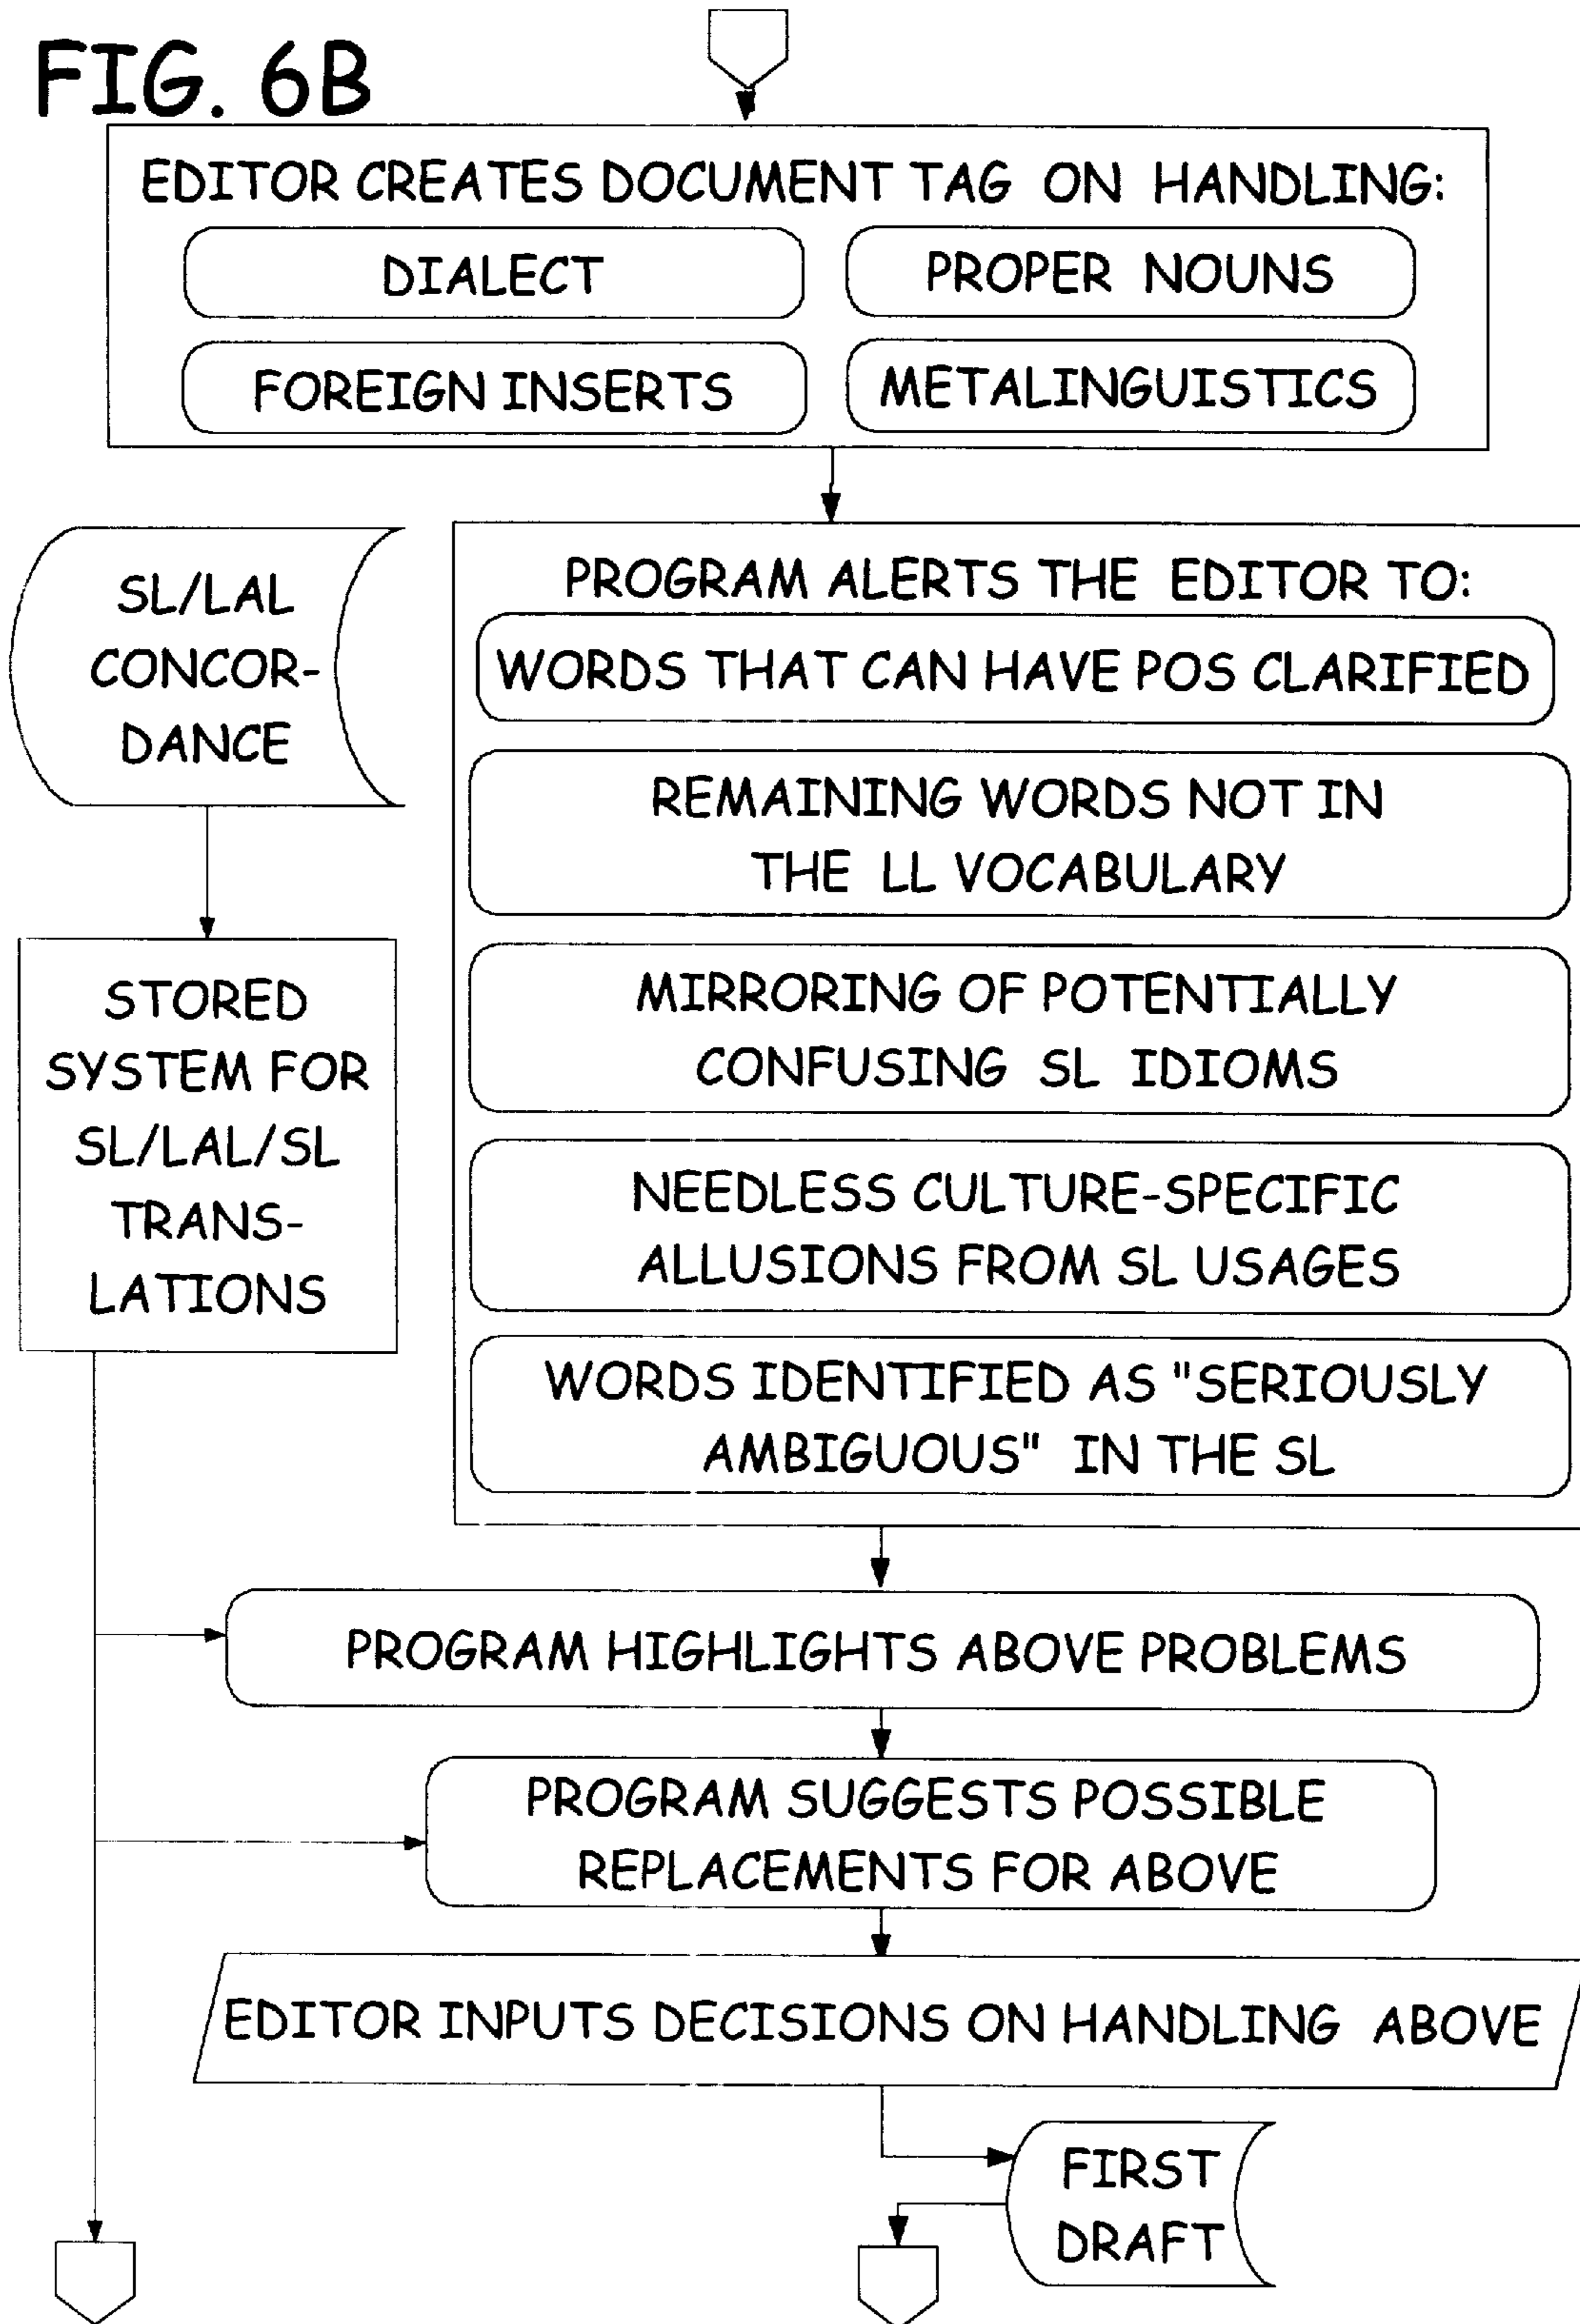 FIG. 6B
EDITOR CREATES DOCUMENT TAG ON HANDLING:
DIALECT
PROPER NOUNS
FOREIGN INSERTS
METALINGUISTICS
SL/LAL
CONCOR-
DANCE
STORED
SYSTEM FOR
SL/LAL/SL
TRANS-
LATIONS
PROGRAM ALERTS THE EDITOR TO:
WORDS THAT CAN HAVE POS CLARIFIED
REMAINING WORDS NOT IN
THE LL VOCABULARY
MIRRORING OF POTENTIALLY
CONFUSING SL IDIOMS
NEEDLESS CULTURE-SPECIFIC
ALLUSIONS FROM SL USAGES
WORDS IDENTIFIED AS "SERIOUSLY
AMBIGUOUS" IN THE SL
PROGRAM HIGHLIGHTS ABOVE PROBLEMS
PROGRAM SUGGESTS POSSIBLE
REPLACEMENTS FOR ABOVE
EDITOR INPUTS DECISIONS ON HANDLING ABOVE
FIRST
DRAFT